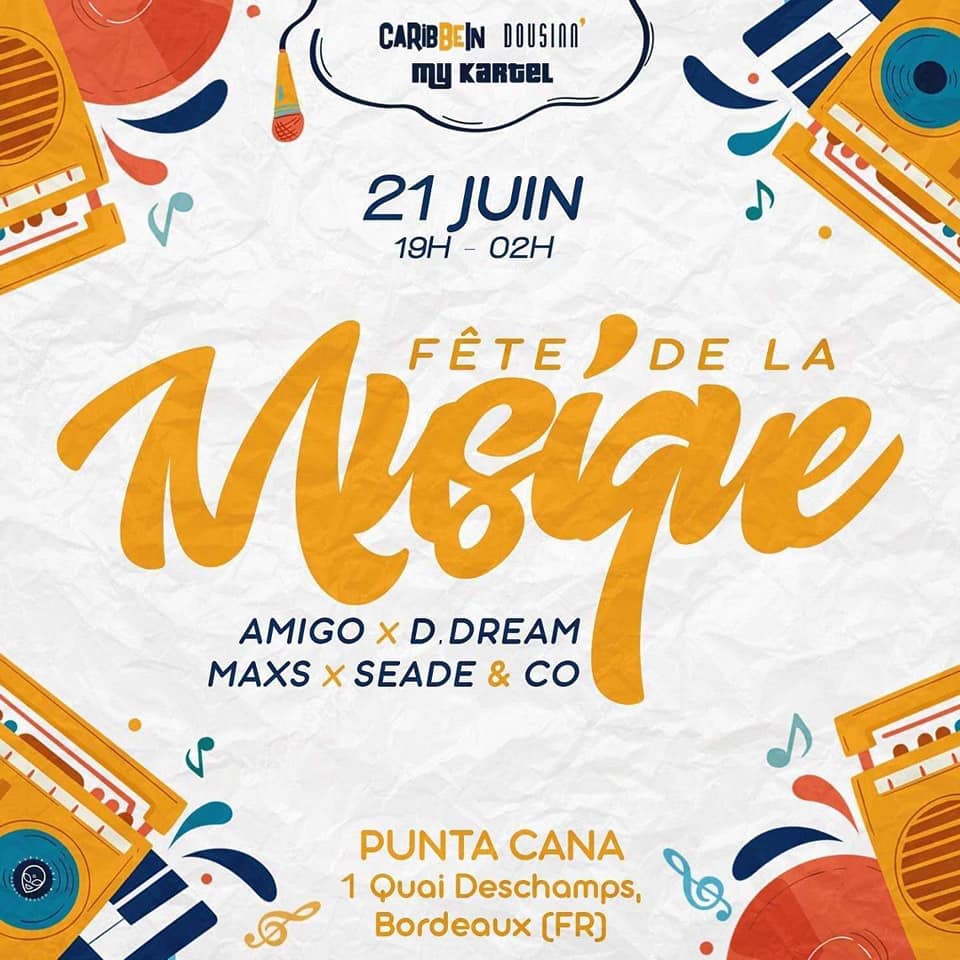 CARIBBEIN DOUSINN'
MY KARTEL
21 JUIN
19H - 02H
FÊTE DE LA
Musique
AMIGO x D.DREAM
MAXS x SEADE & CO
PUNTA CANA
1 Quai Deschamps,
Bordeaux (FR)